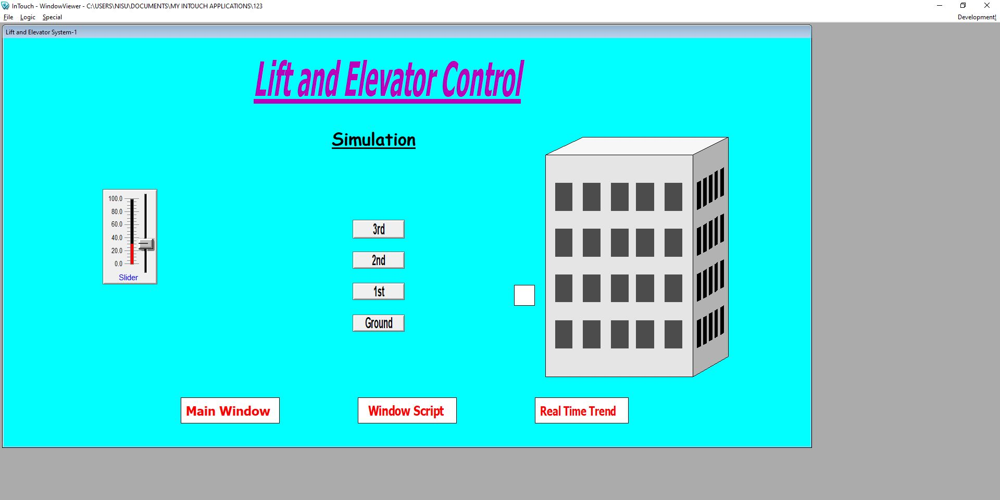 InTouch - WindowViewer - C:\USERS\NISU\DOCUMENTS\MY INTOUCH APPLICATIONS\123
File Logic Special Development!
Lift and Elevator System-1
Lift and Elevator Control
Simulation
100.0
80.0
60.0
40.0
20.0
0.0
Slider
3rd
2nd
1st
Ground
Main Window
Window Script
Real Time Trend